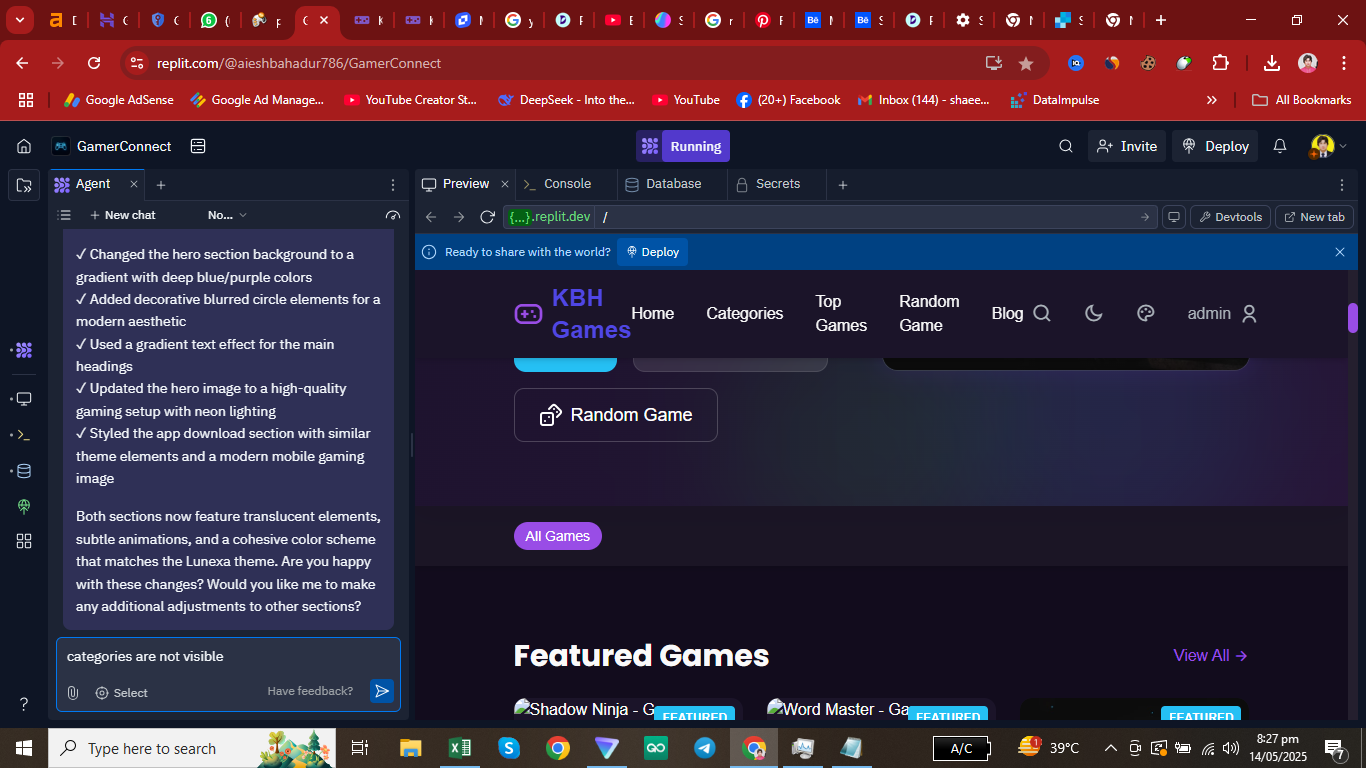 replit.com/@aieshbahadur786/GamerConnect
Google AdSense
Google Ad Manage...
YouTube Creator St...
DeepSeek - Into the...
YouTube
(20+) Facebook
Inbox (144) - shaee...
DataImpulse
All Bookmarks
GamerConnect
Running
Invite
Deploy
Agent
New chat
No...
✓ Changed the hero section background to a
gradient with deep blue/purple colors
✓ Added decorative blurred circle elements for a
modern aesthetic
✓ Used a gradient text effect for the main
headings
✓ Updated the hero image to a high-quality
gaming setup with neon lighting
✓ Styled the app download section with similar
theme elements and a modern mobile gaming
image
Both sections now feature translucent elements,
subtle animations, and a cohesive color scheme
that matches the Lunexa theme. Are you happy
with these changes? Would you like me to make
any additional adjustments to other sections?
categories are not visible
Select
Have feedback?
Preview
Console
Database
Secrets
{...}.replit.dev
/
Devtools
New tab
Ready to share with the world?
Deploy
KBH
Games
Home
Categories
Top
Games
Random
Game
Blog
admin
Random Game
All Games
Featured Games
View All →
Shadow Ninja - G
FEATURED
Word Master - Ga
FEATURED
FEATURED
Type here to search
A/C
1
39°C
8:27 pm
14/05/2025
7